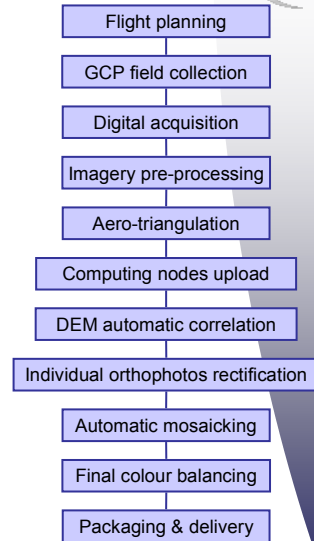 Flight planning
GCP field collection
Digital acquisition
Imagery pre-processing
Aero-triangulation
Computing nodes upload
DEM automatic correlation
Individual orthophotos rectification
Automatic mosaicking
Final colour balancing
Packaging & delivery